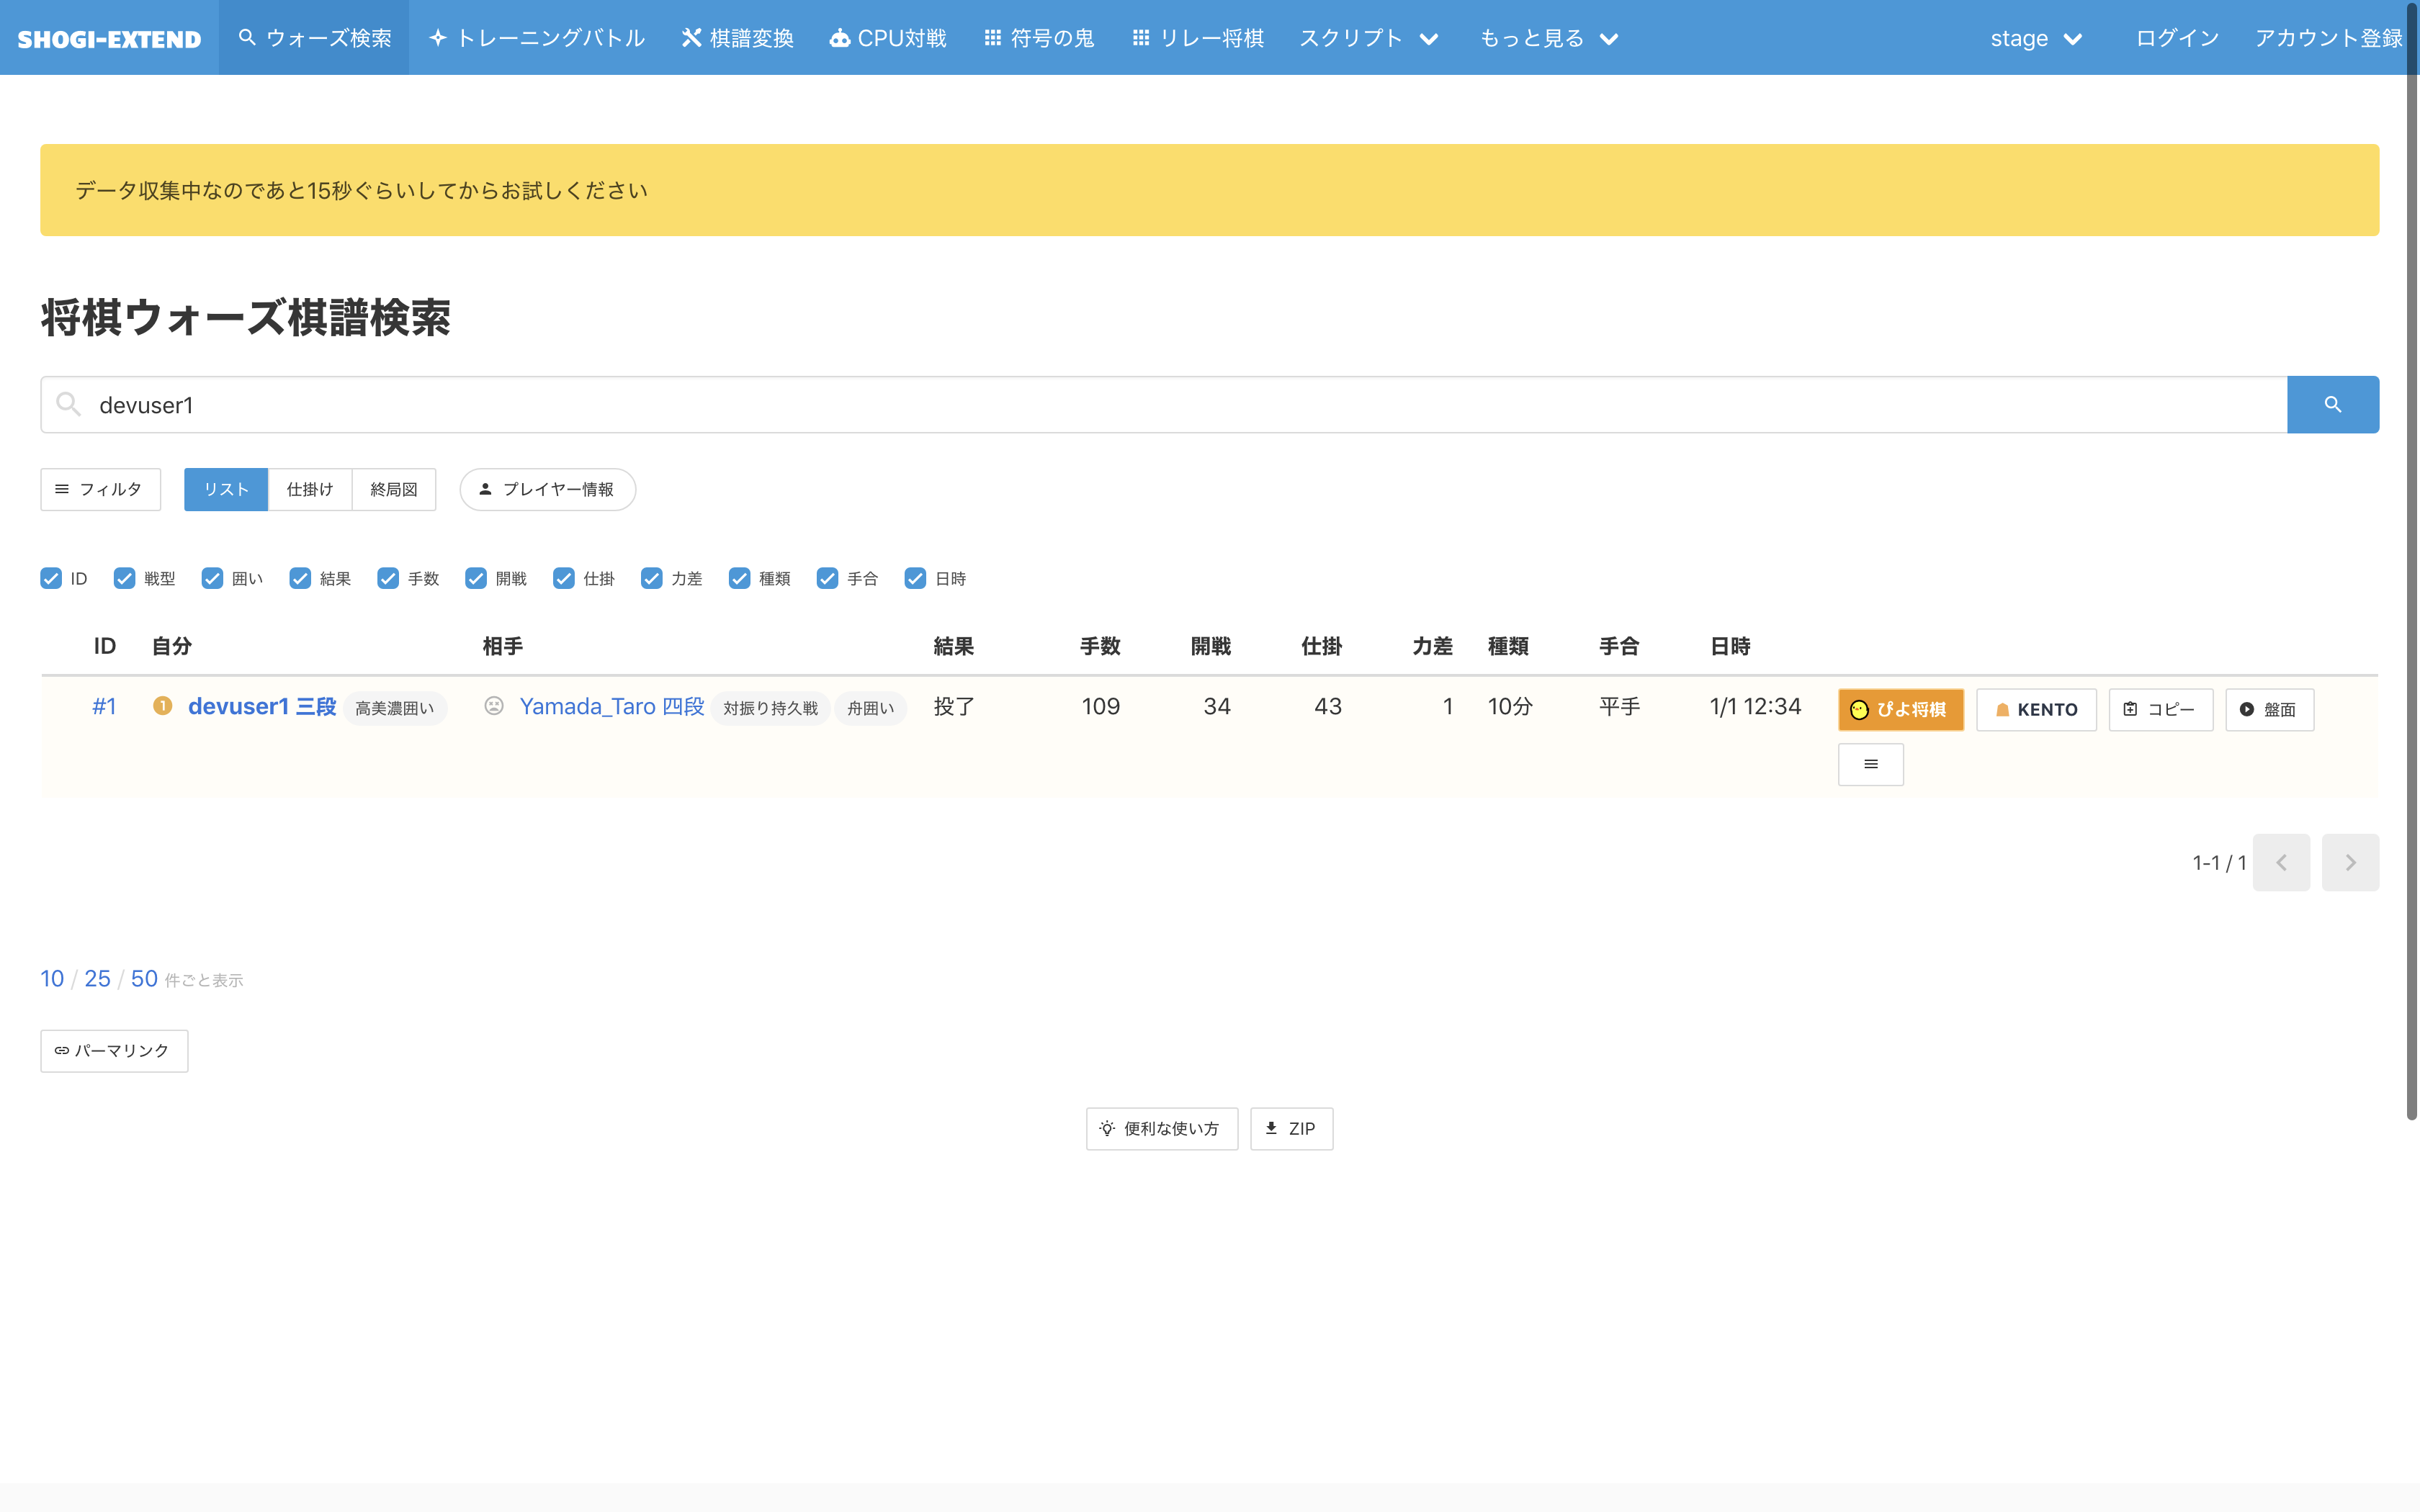 SHOGI-EXTEND ウォーズ検索 トレーニングバトル 棋譜変換 CPU対戦 符号の鬼 リレー将棋 スクリプト もっと見る stage ログイン アカウント登録
データ収集中なのであと15秒ぐらいしてからお試しください
将棋ウォーズ棋譜検索
devuser1
フィルタ リスト 仕掛け 終局図 プレイヤー情報
ID 戦型 囲い 結果 手数 開戦 仕掛 力差 種類 手合 日時
ID 自分 相手 結果 手数 開戦 仕掛 力差 種類 手合 日時
#1 1 devuser1 三段 高美濃囲い Yamada_Taro 四段 対振り持久戦 舟囲い 投了 109 34 43 1 10分 平手 1/1 12:34 ぴよ将棋 KENTO コピー 盤面
1-1 / 1
10 / 25 / 50 件ごと表示
パーマリンク
便利な使い方 ZIP